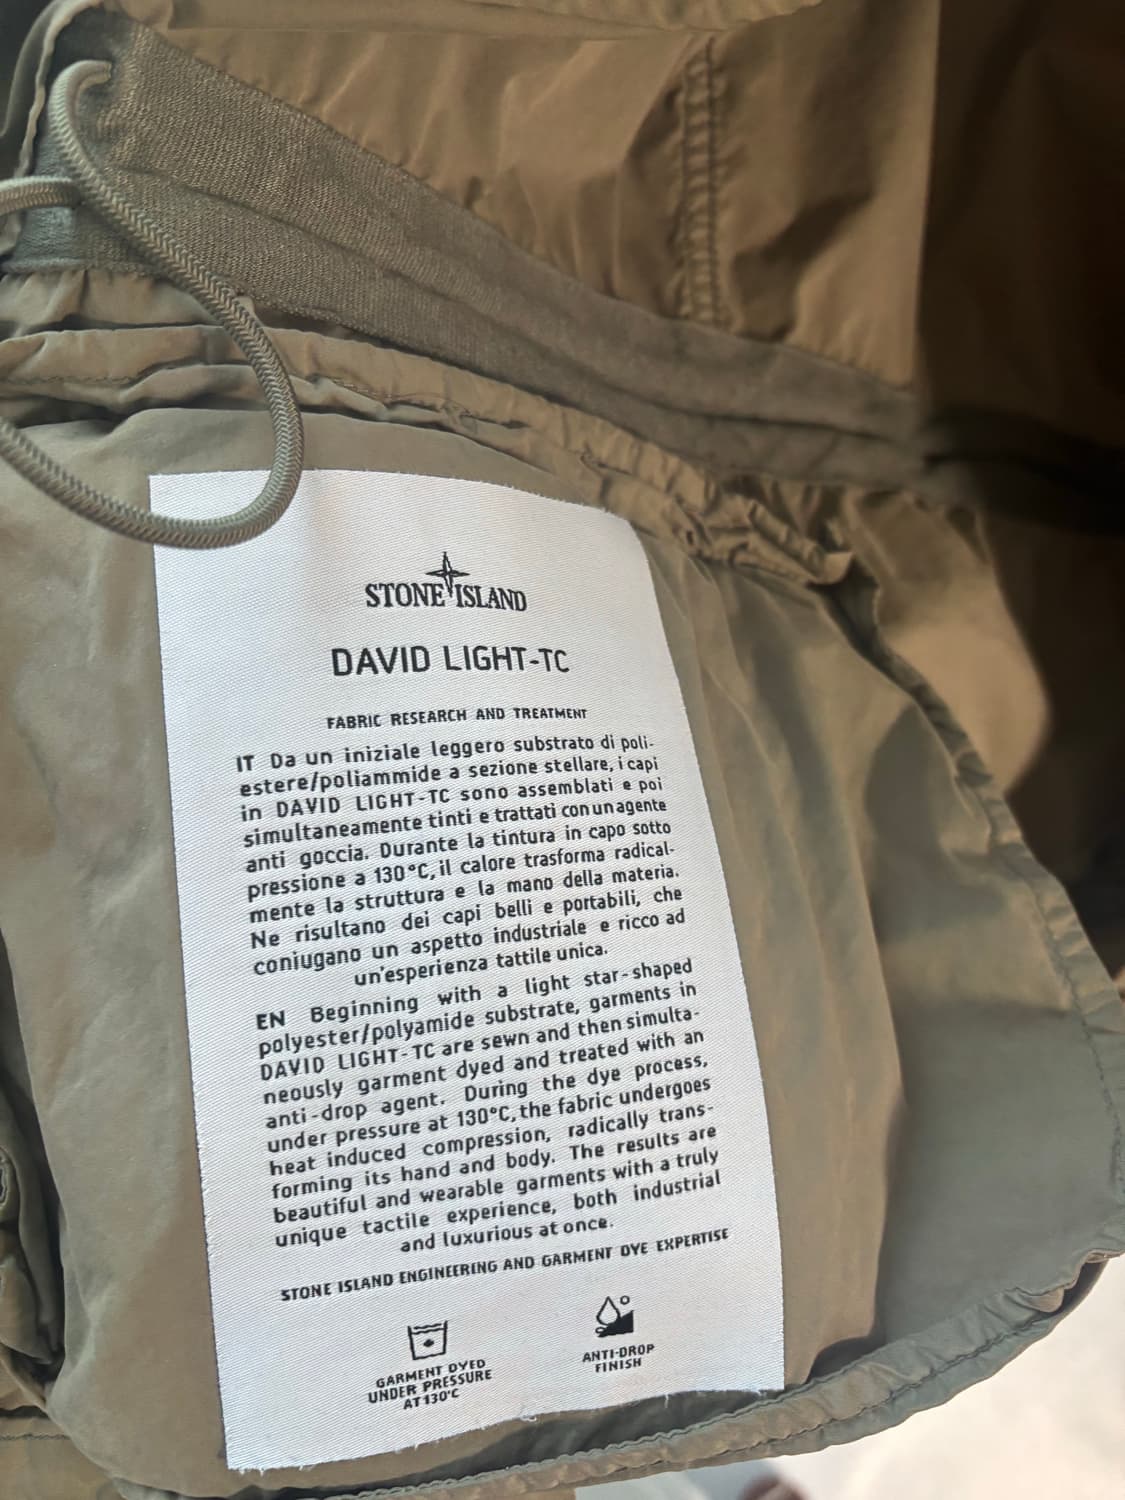 STONE ISLAND
DAVID LIGHT-TC
FABRIC RESEARCH AND TREATMENT
IT Da un iniziale leggero substrato di poli-
estere/poliammide a sezione stellare, i capi
in DAVID LIGHT-TC sono assemblati e poi
simultaneamente tinti e trattati con un agente
anti goccia. Durante la tintura in capo sotto
pressione a 130°C, il calore trasforma radical-
mente la struttura e la mano della materia.
Ne risultano dei capi belli e portabili, che
coniugano un aspetto industriale e ricco ad
un'esperienza tattile unica.
EN Beginning with a light star-shaped
polyester/polyamide substrate, garments in
DAVID LIGHT-TC are sewn and then simulta-
neously garment dyed and treated with an
anti-drop agent. During the dye process,
under pressure at 130°C, the fabric undergoes
heat induced compression, radically trans-
forming its hand and body. The results are
beautiful and wearable garments with a truly
unique tactile experience, both industrial
and luxurious at once.
STONE ISLAND ENGINEERING AND GARMENT DYE EXPERTISE
GARMENT DYED
UNDER PRESSURE
AT 130°C
ANTI-DROP
FINISH